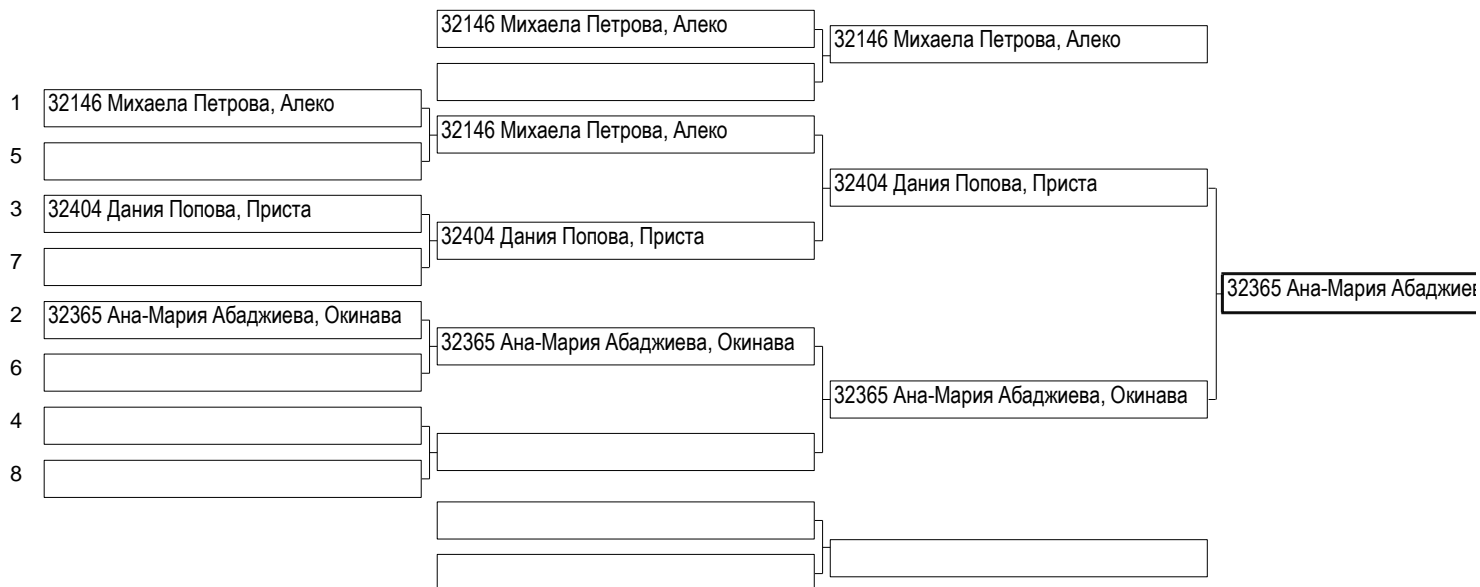 32146 Михаела Петрова, Алеко
32146 Михаела Петрова, Алеко
1 32146 Михаела Петрова, Алеко
32146 Михаела Петрова, Алеко
5
32404 Дания Попова, Приста
3 32404 Дания Попова, Приста
32404 Дания Попова, Приста
7
32365 Ана-Мария Абаджиев
2 32365 Ана-Мария Абаджиева, Окинава
32365 Ана-Мария Абаджиева, Окинава
6
32365 Ана-Мария Абаджиева, Окинава
4
8